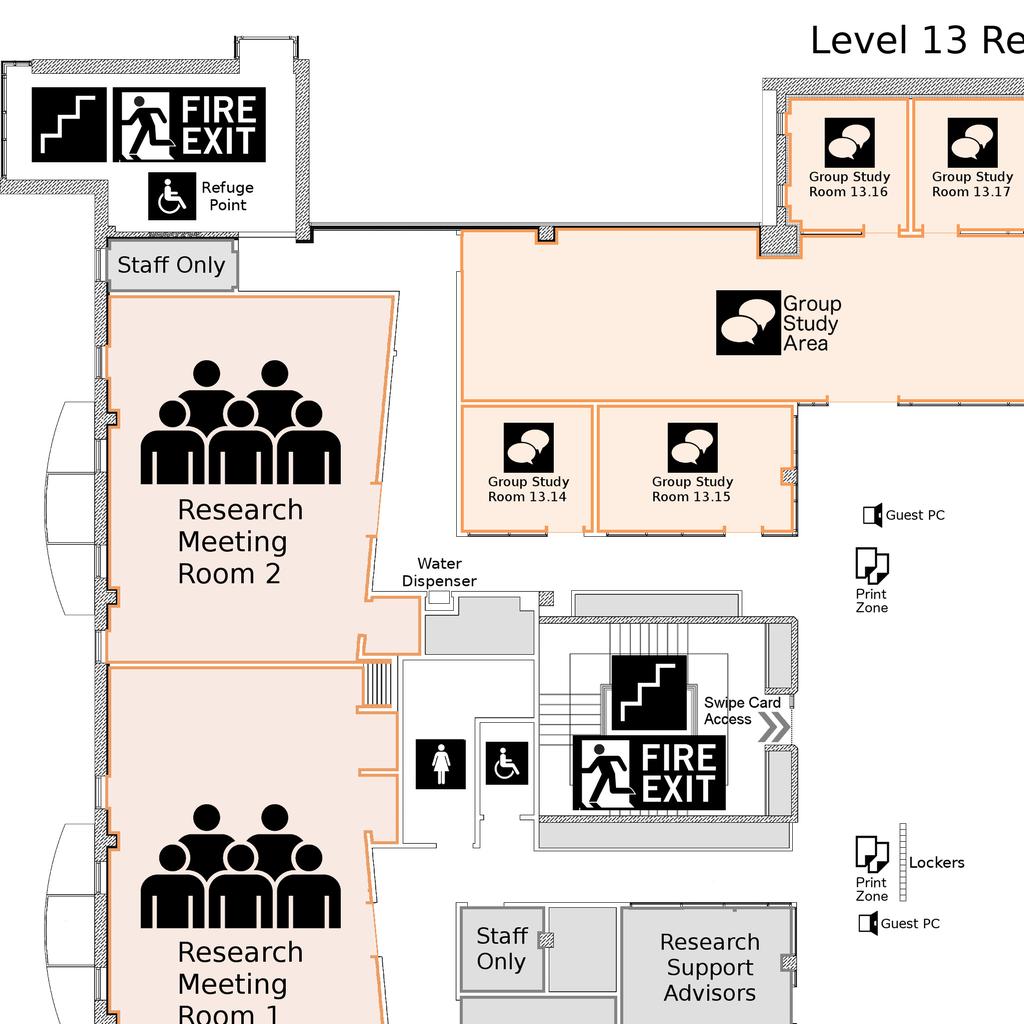 Level 13 Re
FIRE
EXIT
Refuge
Point
Group Study
Room 13.16
Group Study
Room 13.17
Staff Only
Group
Study
Area
Research
Meeting
Room 2
Group Study
Room 13.14
Group Study
Room 13.15
Guest PC
Water
Dispenser
Print
Zone
Swipe Card
Access
FIRE
EXIT
Research
Meeting
Room 1
Print
Zone
Lockers
Guest PC
Staff
Only
Research
Support
Advisors